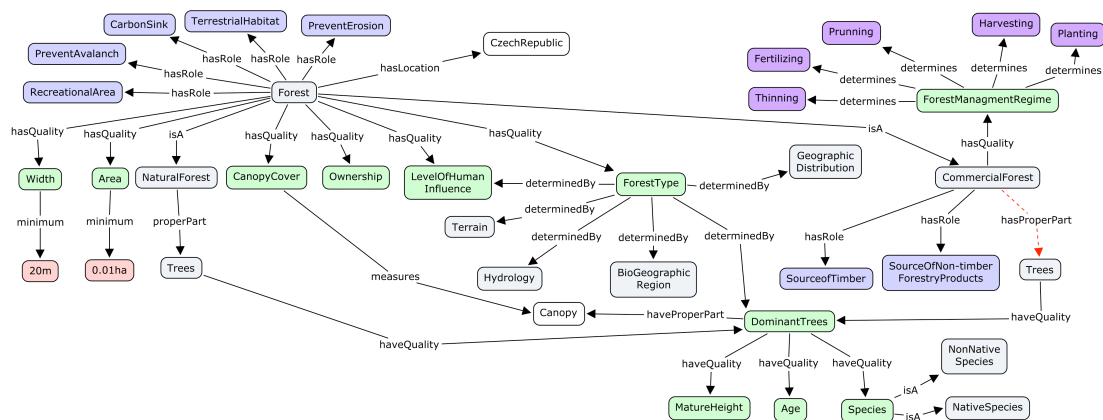 CarbonSink
TerrestrialHabitat
PreventErosion
CzechRepublic
PreventAvalanch
RecreationalArea
hasRole
hasRole
hasRole
hasRole
hasRole
hasLocation
Forest
Prunning
Harvesting
Planting
Fertilizing
Thinning
determines
determines
determines
determines
determines
ForestManagmentRegime
hasQuality
hasQuality
isA
hasQuality
hasQuality
hasQuality
hasQuality
isA
hasQuality
Width
Area
NaturalForest
CanopyCover
Ownership
LevelOfHuman
Influence
determinedBy
ForestType
determinedBy
Geographic
Distribution
CommercialForest
minimum
minimum
properPart
Terrain
determinedBy
determinedBy
determinedBy
determinedBy
hasRole
hasRole
hasProperPart
20m
0.01ha
Trees
measures
Hydrology
BioGeographic
Region
SourceofTimber
SourceOfNon-timber
ForestryProducts
Trees
Canopy
haveProperPart
DominantTrees
haveQuality
haveQuality
haveQuality
haveQuality
haveQuality
MatureHeight
Age
Species
isA
isA
NonNative
Species
NativeSpecies